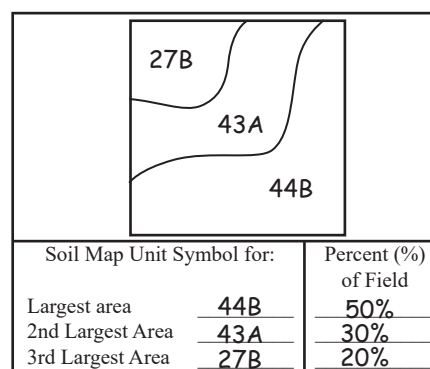 27B
43A
44B
Soil Map Unit Symbol for: Percent (%)
of Field
Largest area 44B 50%
2nd Largest Area 43A 30%
3rd Largest Area 27B 20%